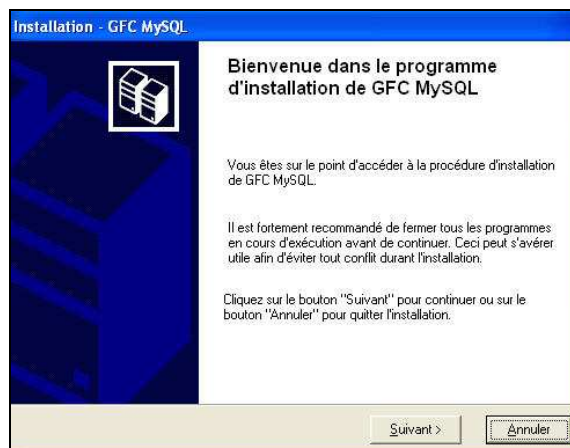 Installation - GFC MySQL
Bienvenue dans le programme
d'installation de GFC MySQL
Vous êtes sur le point d'accéder à la procédure d'installation
de GFC MySQL.
Il est fortement recommandé de fermer tous les programmes
en cours d'exécution avant de continuer. Ceci peut s'avérer
utile afin d'éviter tout conflit durant l'installation.
Cliquez sur le bouton "Suivant" pour continuer ou sur le
bouton "Annuler" pour quitter l'installation.
Suivant >
Annuler